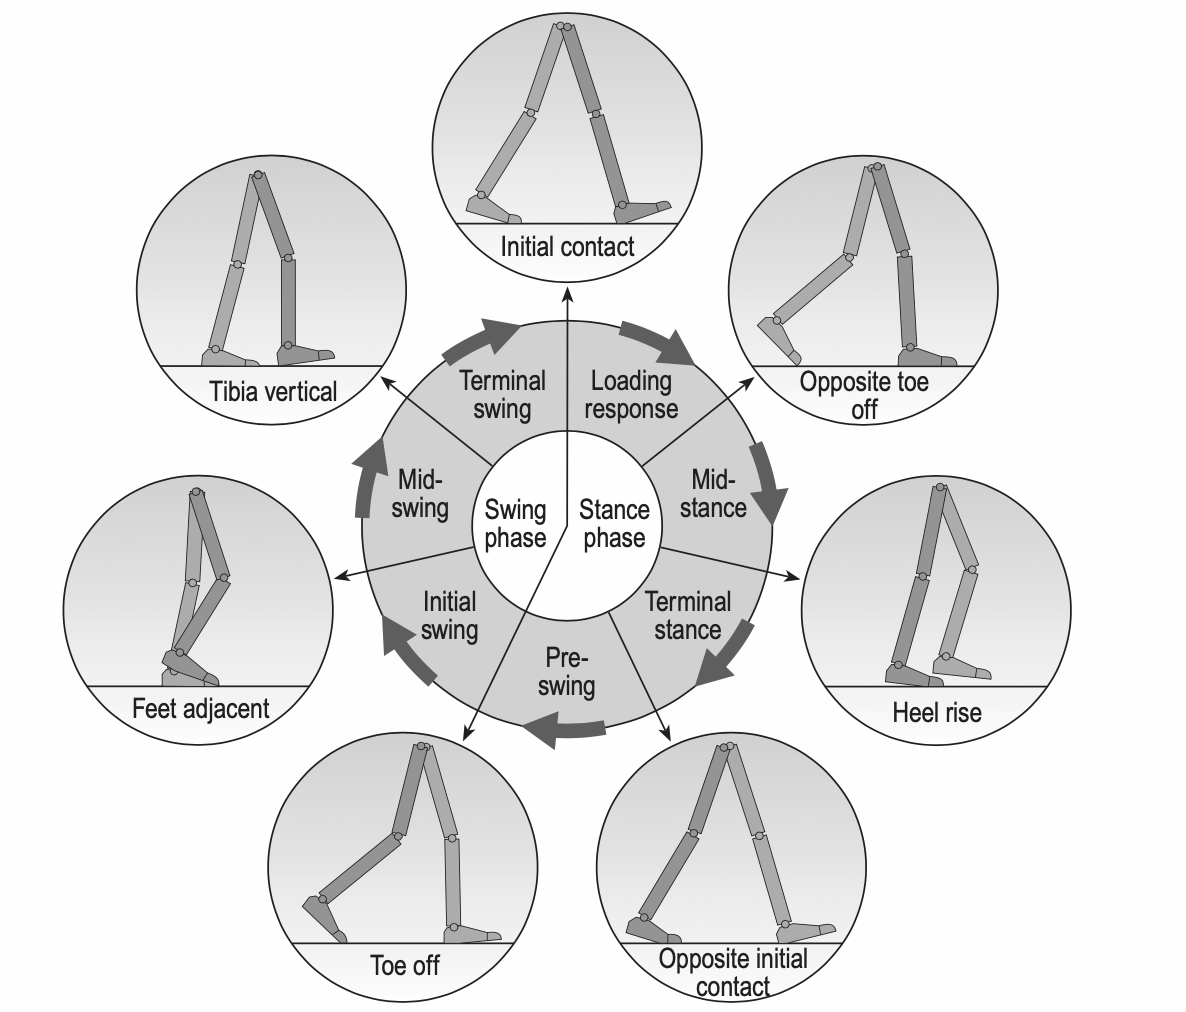 Initial contact
Opposite toe
off
Heel rise
Opposite initial
contact
Toe off
Feet adjacent
Tibia vertical
Loading
response
Mid-
stance
Terminal
stance
Pre-
swing
Initial
swing
Mid-
swing
Terminal
swing
Swing
phase
Stance
phase